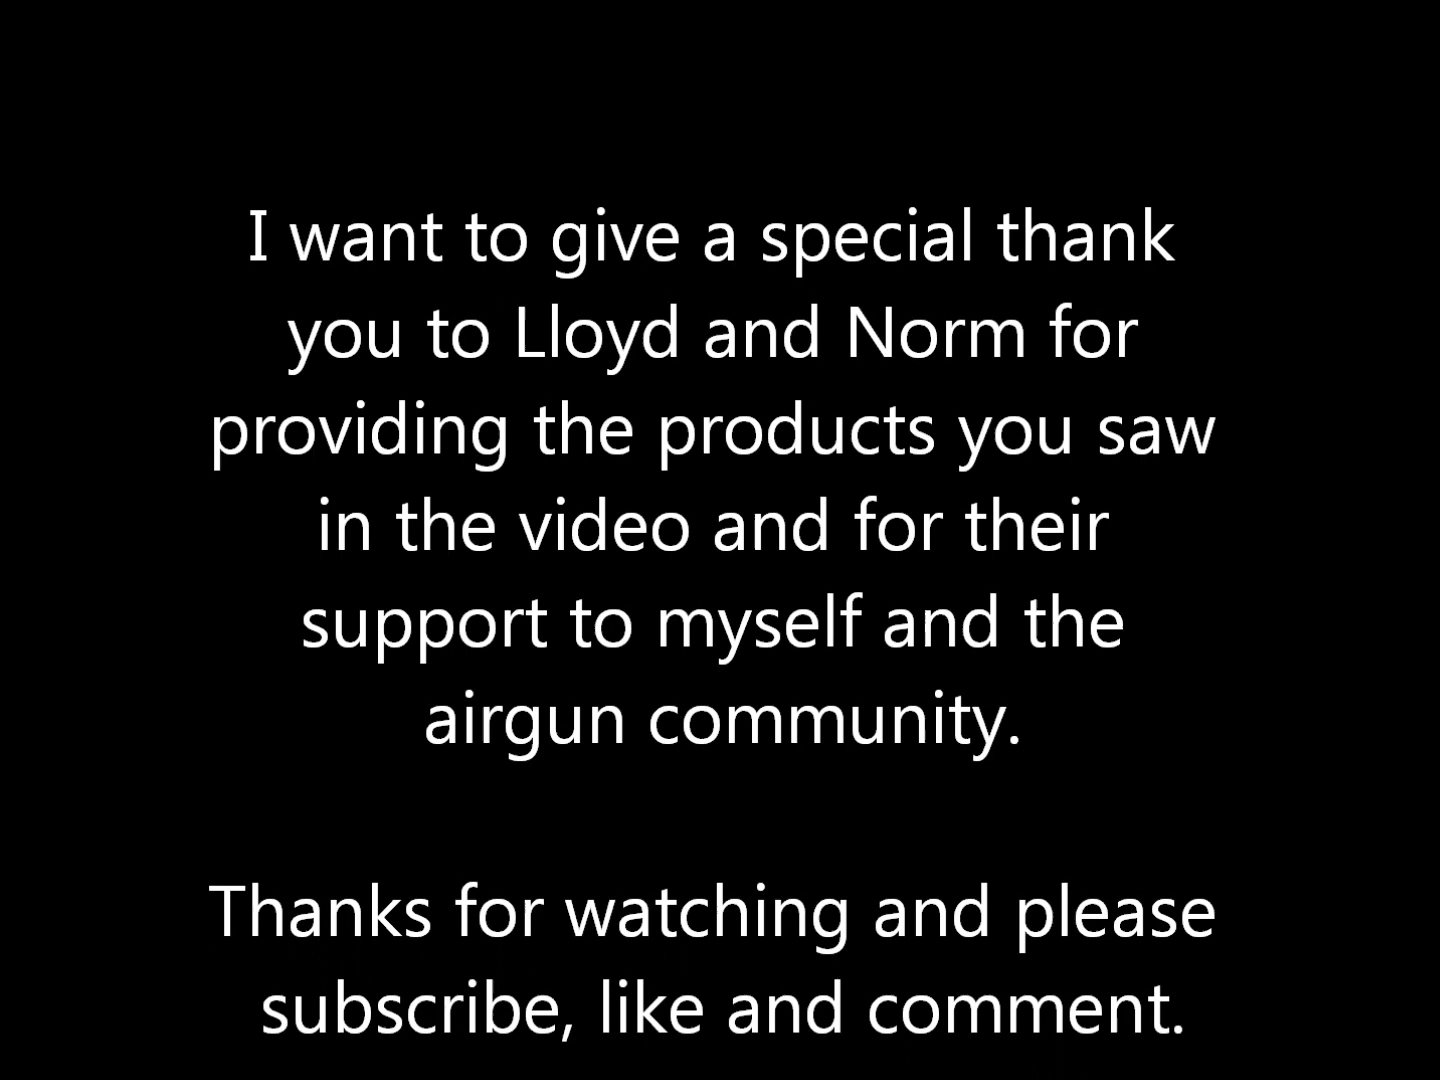 I want to give a special thank
you to Lloyd and Norm for
providing the products you saw
in the video and for their
support to myself and the
airgun community.
Thanks for watching and please
subscribe, like and comment.